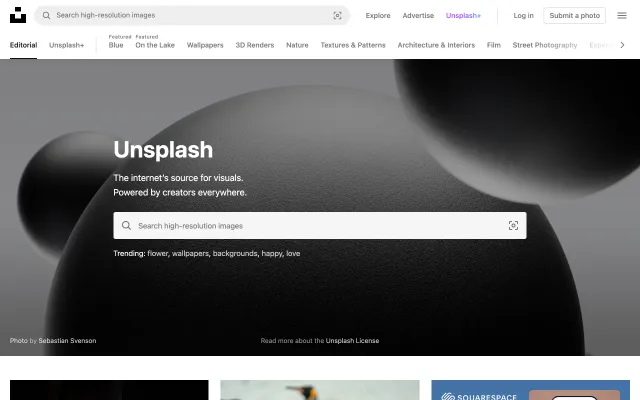 Search high-resolution images
Explore
Advertise
Unsplash+
Log in
Submit a photo
Editorial
Unsplash+
Featured
Blue
Featured
On the Lake
Wallpapers
3D Renders
Nature
Textures & Patterns
Architecture & Interiors
Film
Street Photography
Unsplash
The internet's source for visuals.
Powered by creators everywhere.
Search high-resolution images
Trending: flower, wallpapers, backgrounds, happy, love
Photo by Sebastian Svenson
Read more about the Unsplash License
SQUARESPACE